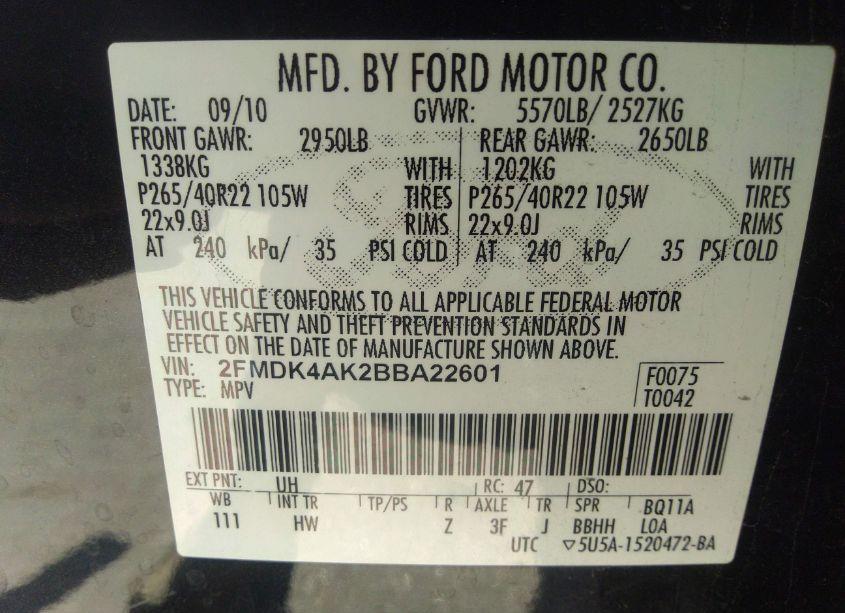 MFD. BY FORD MOTOR CO.
DATE: 09/10 GVWR: 5570LB/ 2527KG
FRONT GAWR: 2950LB REAR GAWR: 2650LB
1338KG WITH 1202KG WITH
P265/40R22 105W TIRES P265/40R22 105W TIRES
22x9.0J RIMS 22x9.0J RIMS
AT 240 kPa/ 35 PSI COLD AT 240 kPa/ 35 PSI COLD
THIS VEHICLE CONFORMS TO ALL APPLICABLE FEDERAL MOTOR
VEHICLE SAFETY AND THEFT PREVENTION STANDARDS IN
EFFECT ON THE DATE OF MANUFACTURE SHOWN ABOVE.
VIN: 2FMDK4AK2BBA22601 F0075
TYPE: MPV T0042
EXT PNT: UH RC: 47 DSO:
WB INT TR TP/PS R AXLE TR SPR BQ11A
111 HW Z 3F J BBHH LOA
UTC ▽5U5A-1520472-BA